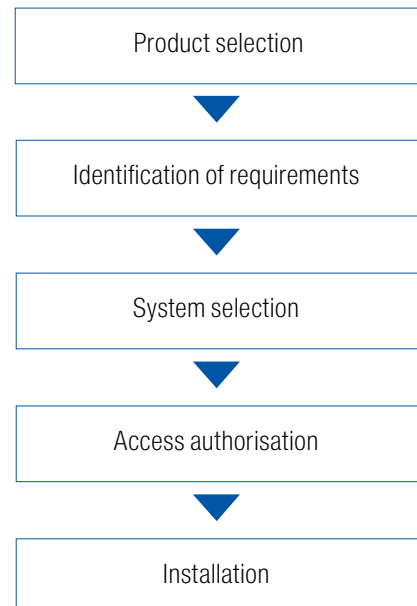 Product selection
Identification of requirements
System selection
Access authorisation
Installation